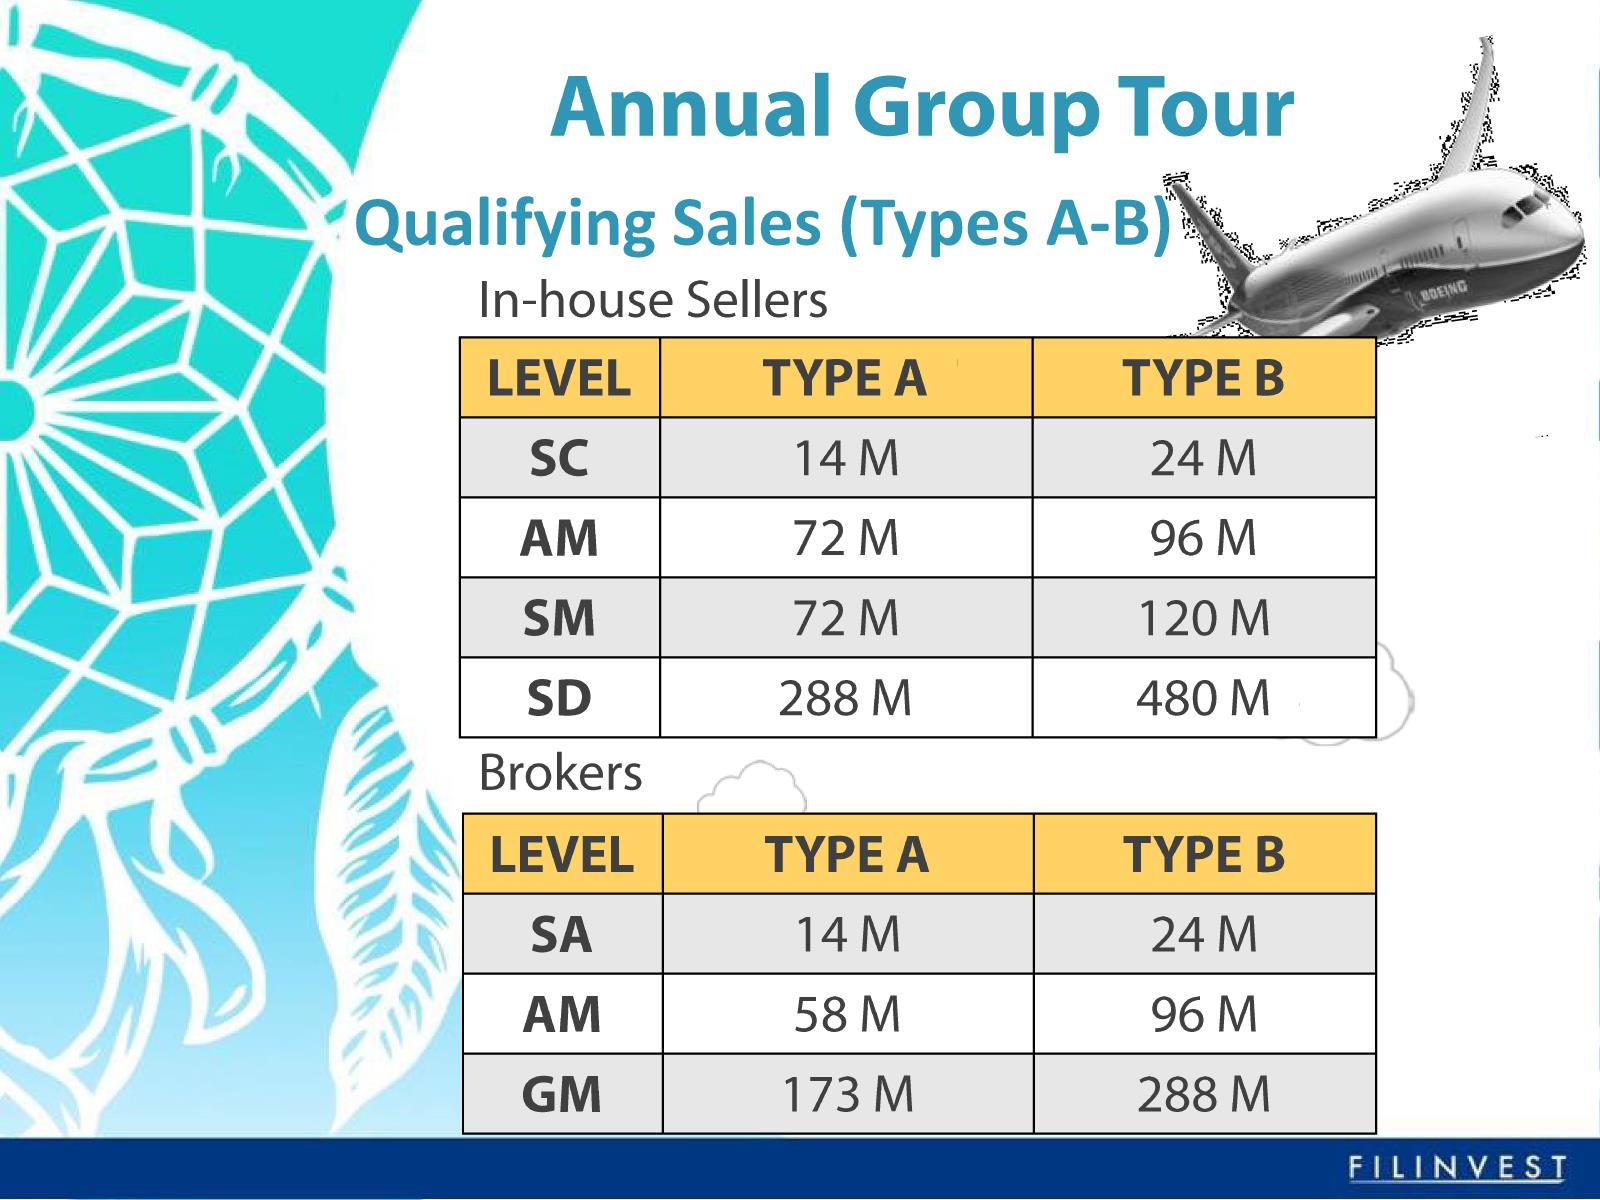 Annual Group Tour
Qualifying Sales (Types A-B)
BOEING
In-house Sellers
LEVEL TYPE A TYPE B
SC 14 M 24 M
AM 72 M 96 M
SM 72 M 120 M
SD 288 M 480 M
Brokers
LEVEL TYPE A TYPE B
SA 14 M 24 M
AM 58 M 96 M
GM 173 M 288 M
FILINVEST